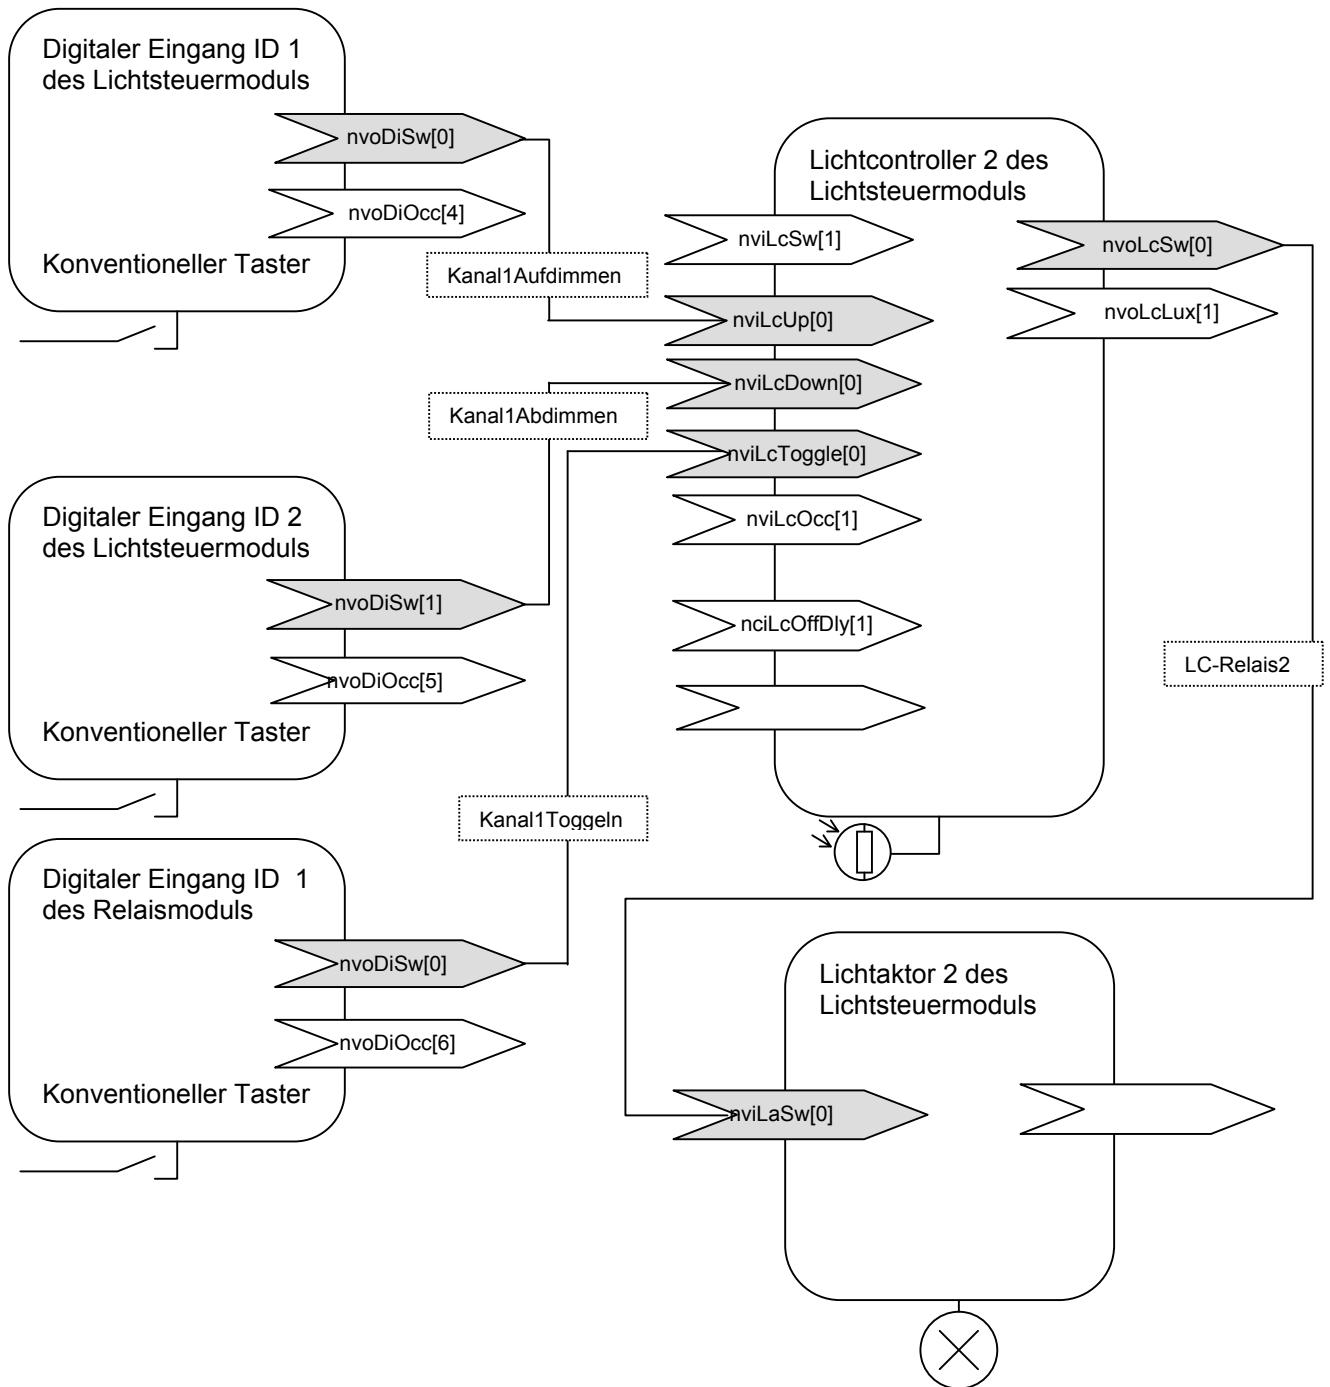 Digitaler Eingang ID 1
des Lichtsteuermoduls
nvoDiSw[0]
nvoDiOcc[4]
Konventioneller Taster
Kanal1Aufdimmen
Lichtcontroller 2 des
Lichtsteuermoduls
nviLcSw[1]
nviLcUp[0]
nviLcDown[0]
nviLcToggle[0]
nviLcOcc[1]
nciLcOffDly[1]
nvoLcSw[0]
nvoLcLux[1]
Kanal1Abdimmen
Digitaler Eingang ID 2
des Lichtsteuermoduls
nvoDiSw[1]
nvoDiOcc[5]
Konventioneller Taster
LC-Relais2
Kanal1Toggeln
Digitaler Eingang ID 1
des Relaismoduls
nvoDiSw[0]
nvoDiOcc[6]
Konventioneller Taster
Lichtaktor 2 des
Lichtsteuermoduls
nviLaSw[0]